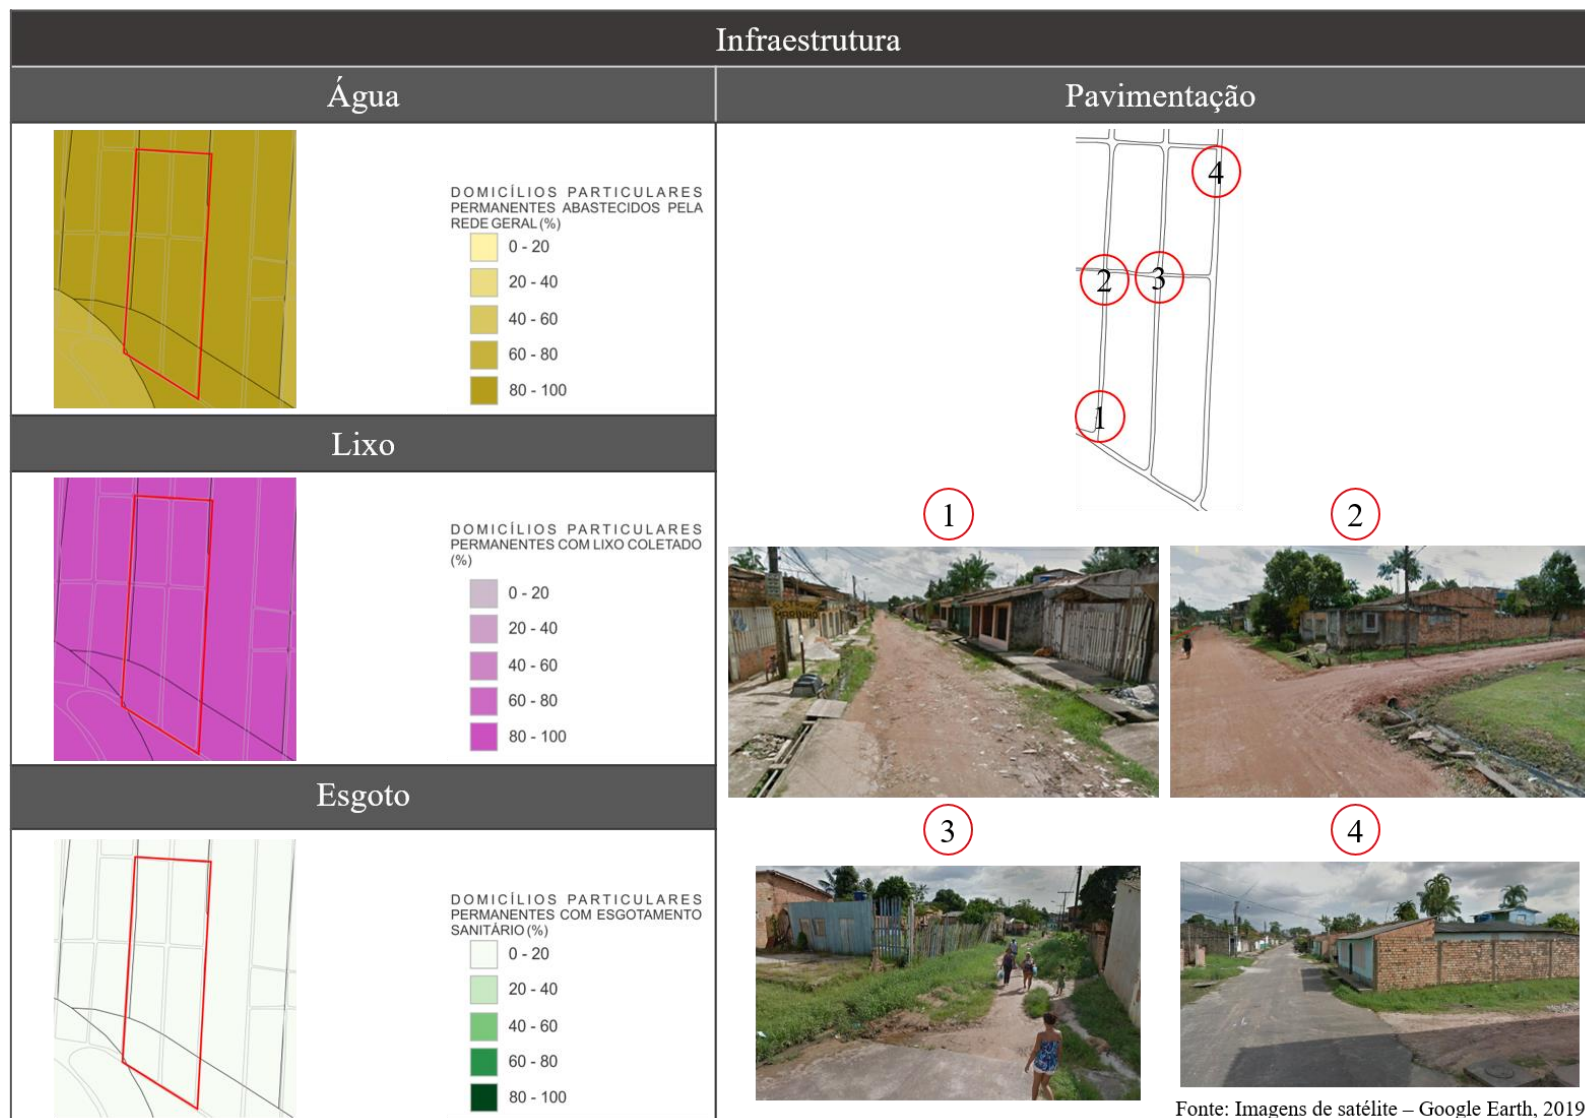 Infraestrutura
Água
Pavimentação
DOMICÍLIOS PARTICULARES
PERMANENTES ABASTECIDOS PELA
REDE GERAL (%)
0 - 20
20 - 40
40 - 60
60 - 80
80 - 100
Lixo
DOMICÍLIOS PARTICULARES
PERMANENTES COM LIXO COLETADO
(%)
0 - 20
20 - 40
40 - 60
60 - 80
80 - 100
Esgoto
DOMICÍLIOS PARTICULARES
PERMANENTES COM ESGOTAMENTO
SANITÁRIO (%)
0 - 20
20 - 40
40 - 60
60 - 80
80 - 100
4
2
3
1
1
2
3
4
Fonte: Imagens de satélite – Google Earth, 2019